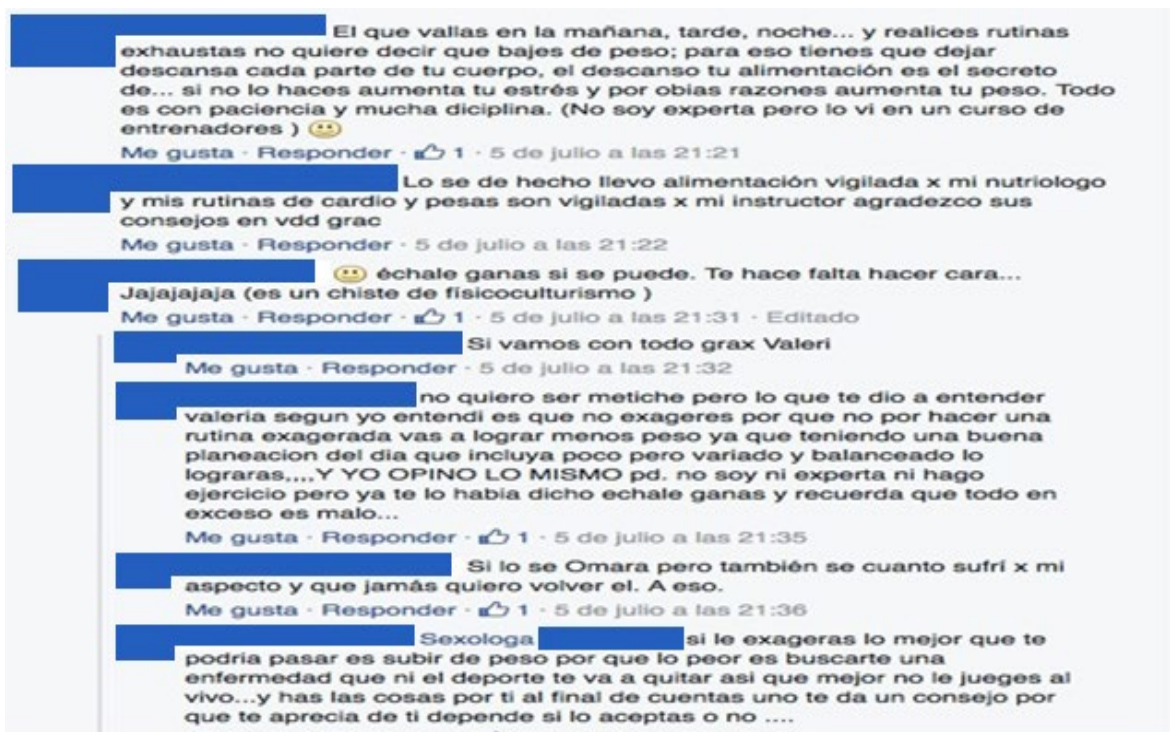 El que vallas en la mañana, tarde, noche... y realices rutinas
exhaustas no quiere decir que bajes de peso; para eso tienes que dejar
descansa cada parte de tu cuerpo, el descanso tu alimentación es el secreto
de... si no lo haces aumenta tu estrés y por obias razones aumenta tu peso. Todo
es con paciencia y mucha diciplina. (No soy experta pero lo vi en un curso de
entrenadores ) 🙂
Me gusta · Responder · 👍 1 · 5 de julio a las 21:21
Lo se de hecho llevo alimentación vigilada x mi nutriologo
y mis rutinas de cardio y pesas son vigiladas x mi instructor agradezco sus
consejos en vdd grac
Me gusta · Responder · 5 de julio a las 21:22
🙂 échale ganas si se puede. Te hace falta hacer cara...
Jajajajaja (es un chiste de fisicoculturismo )
Me gusta · Responder · 👍 1 · 5 de julio a las 21:31 · Editado
Si vamos con todo grax Valeri
Me gusta · Responder · 5 de julio a las 21:32
no quiero ser metiche pero lo que te dio a entender
valeria segun yo entendi es que no exageres por que no por hacer una
rutina exagerada vas a lograr menos peso ya que teniendo una buena
planeacion del dia que incluya poco pero variado y balanceado lo
lograras,,,,Y YO OPINO LO MISMO pd. no soy ni experta ni hago
ejercicio pero ya te lo habia dicho echale ganas y recuerda que todo en
exceso es malo...
Me gusta · Responder · 👍 1 · 5 de julio a las 21:35
Si lo se Omara pero también se cuanto sufrí x mi
aspecto y que jamás quiero volver el. A eso.
Me gusta · Responder · 👍 1 · 5 de julio a las 21:36
Sexologa si le exageras lo mejor que te
podria pasar es subir de peso por que lo peor es buscarte una
enfermedad que ni el deporte te va a quitar asi que mejor no le jueges al
vivo...y has las cosas por ti al final de cuentas uno te da un consejo por
que te aprecia de ti depende si lo aceptas o no ....